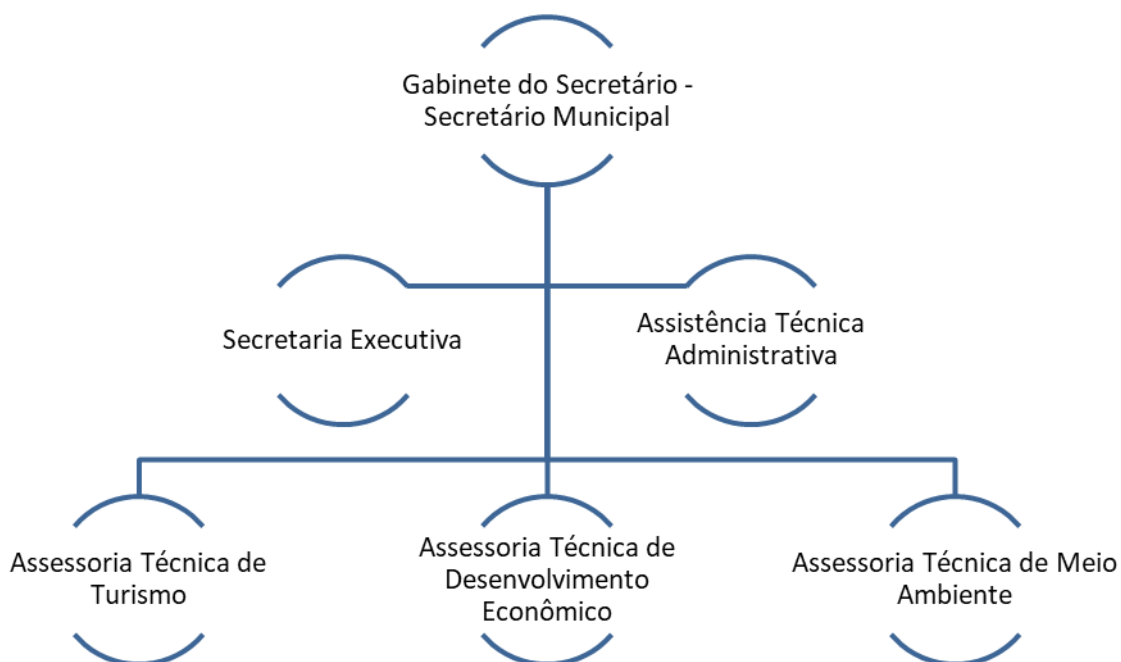 Gabinete do Secretário -
Secretário Municipal
Secretaria Executiva
Assistência Técnica
Administrativa
Assessoria Técnica de
Turismo
Assessoria Técnica de
Desenvolvimento
Econômico
Assessoria Técnica de Meio
Ambiente